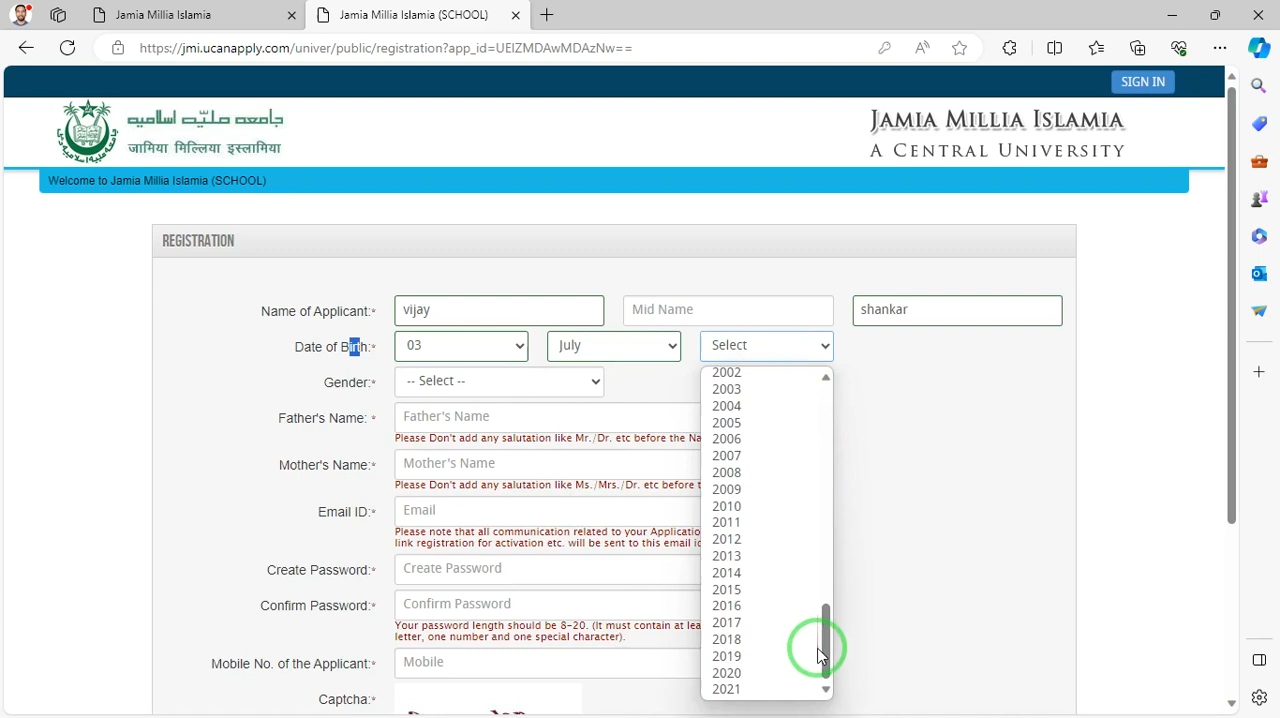 Jamia Millia Islamia
Jamia Millia Islamia (SCHOOL)
https://jmi.ucanapply.com/univer/public/registration?app_id=UElZMDAwMDAzNw==
SIGN IN
جامعه مليّه اسلاميه
जामिया मिल्लिया इस्लामिया
JAMIA MILLIA ISLAMIA
A CENTRAL UNIVERSITY
Welcome to Jamia Millia Islamia (SCHOOL)
REGISTRATION
Name of Applicant:* vijay Mid Name shankar
Date of Birth:* 03 July Select
Gender:* -- Select --
Father's Name: * Father's Name
Please Don't add any salutation like Mr./Dr. etc before the Na
Mother's Name:* Mother's Name
Please Don't add any salutation like Ms./Mrs./Dr. etc before t
Email ID:* Email
Please note that all communication related to your Application
link registration for activation etc. will be sent to this email ic
Create Password:* Create Password
Confirm Password:* Confirm Password
Your password length should be 8-20. (It must contain at lea
letter, one number and one special character).
Mobile No. of the Applicant:* Mobile
Captcha:*
2002
2003
2004
2005
2006
2007
2008
2009
2010
2011
2012
2013
2014
2015
2016
2017
2018
2019
2020
2021